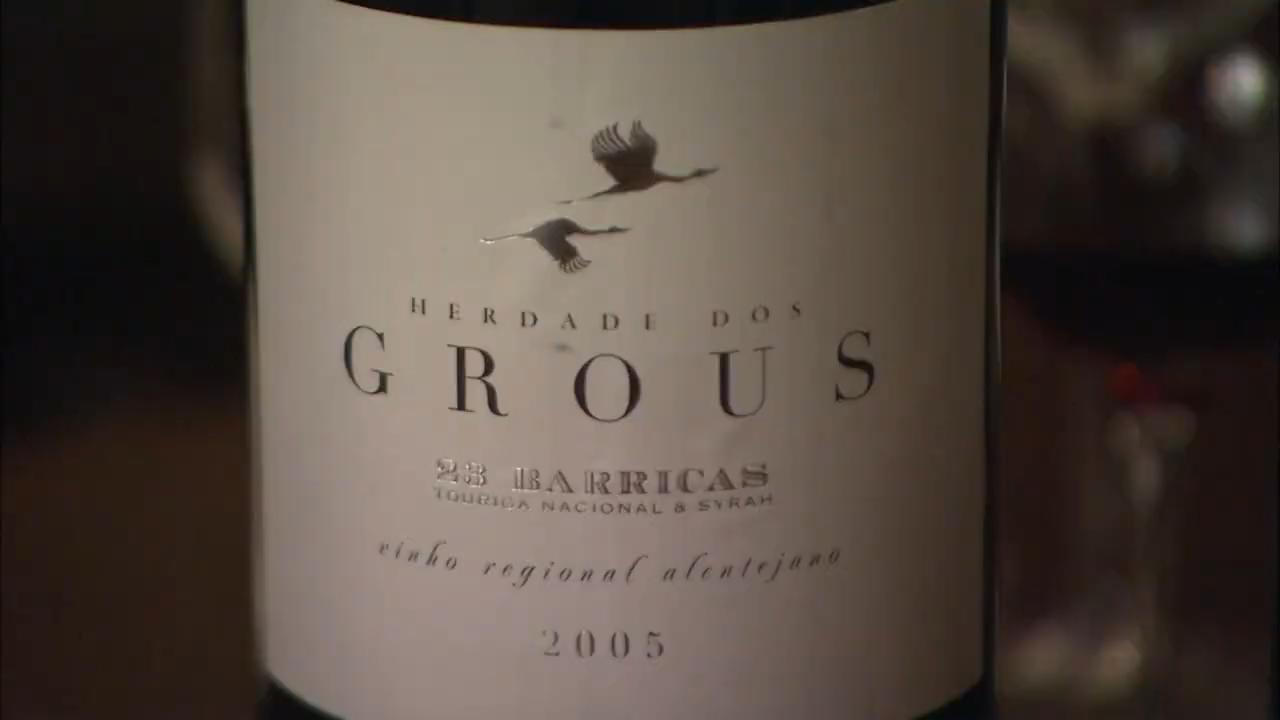 HERDADE DOS
GROUS
23 BARRICAS
TOURIGA NACIONAL & SYRAH
vinho regional alentejano
2005